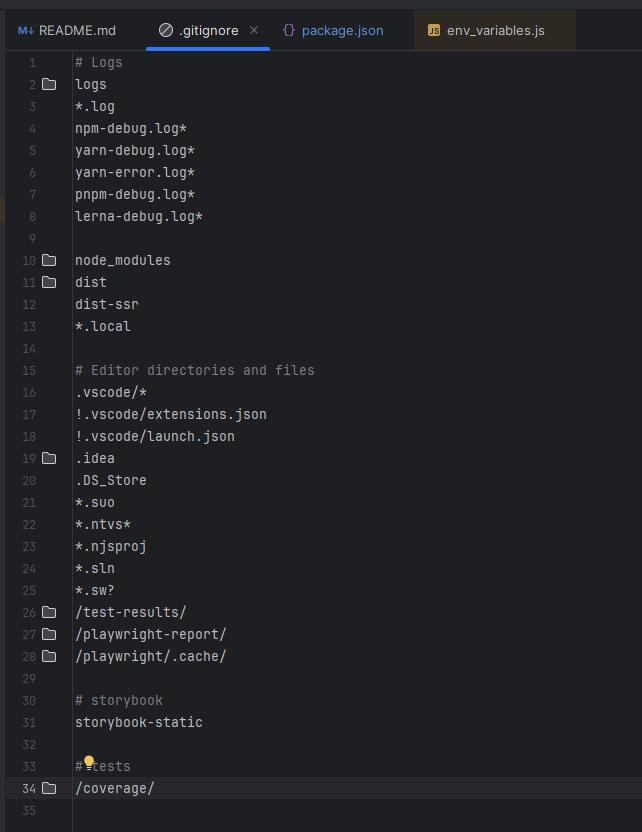 M↓ README.md
.gitignore ×
{} package.json
JS env_variables.js
1 # Logs
2 logs
3 *.log
4 npm-debug.log*
5 yarn-debug.log*
6 yarn-error.log*
7 pnpm-debug.log*
8 lerna-debug.log*
9
10 node_modules
11 dist
12 dist-ssr
13 *.local
14
15 # Editor directories and files
16 .vscode/*
17 !.vscode/extensions.json
18 !.vscode/launch.json
19 .idea
20 .DS_Store
21 *.suo
22 *.ntvs*
23 *.njsproj
24 *.sln
25 *.sw?
26 /test-results/
27 /playwright-report/
28 /playwright/.cache/
29
30 # storybook
31 storybook-static
32
33 # tests
34 /coverage/
35